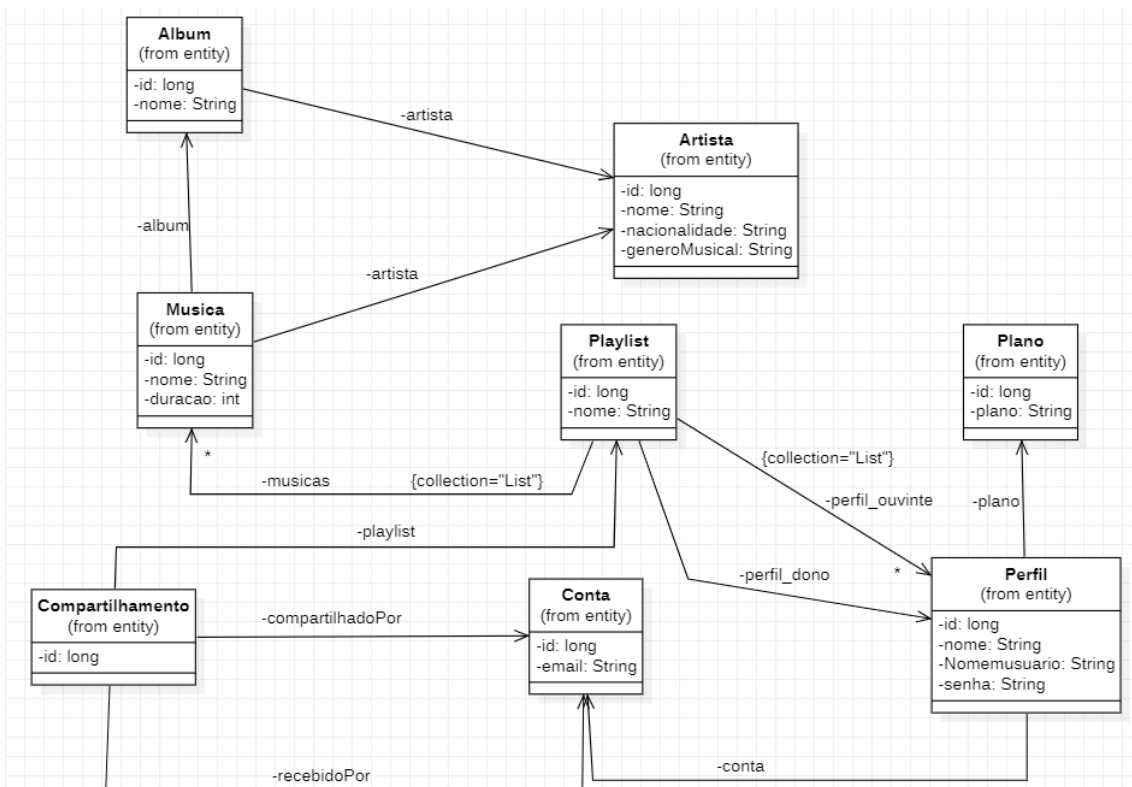 Album
(from entity)
-id: long
-nome: String
-artista
Artista
(from entity)
-id: long
-nome: String
-nacionalidade: String
-generoMusical: String
-album
-artista
Musica
(from entity)
-id: long
-nome: String
-duracao: int
Playlist
(from entity)
-id: long
-nome: String
Plano
(from entity)
-id: long
-plano: String
*
-musicas
{collection="List"}
{collection="List"}
-perfil_ouvinte
-plano
-playlist
-perfil_dono
*
Perfil
(from entity)
-id: long
-nome: String
-Nomemusuario: String
-senha: String
Compartilhamento
(from entity)
-id: long
-compartilhadoPor
Conta
(from entity)
-id: long
-email: String
-recebidoPor
-conta